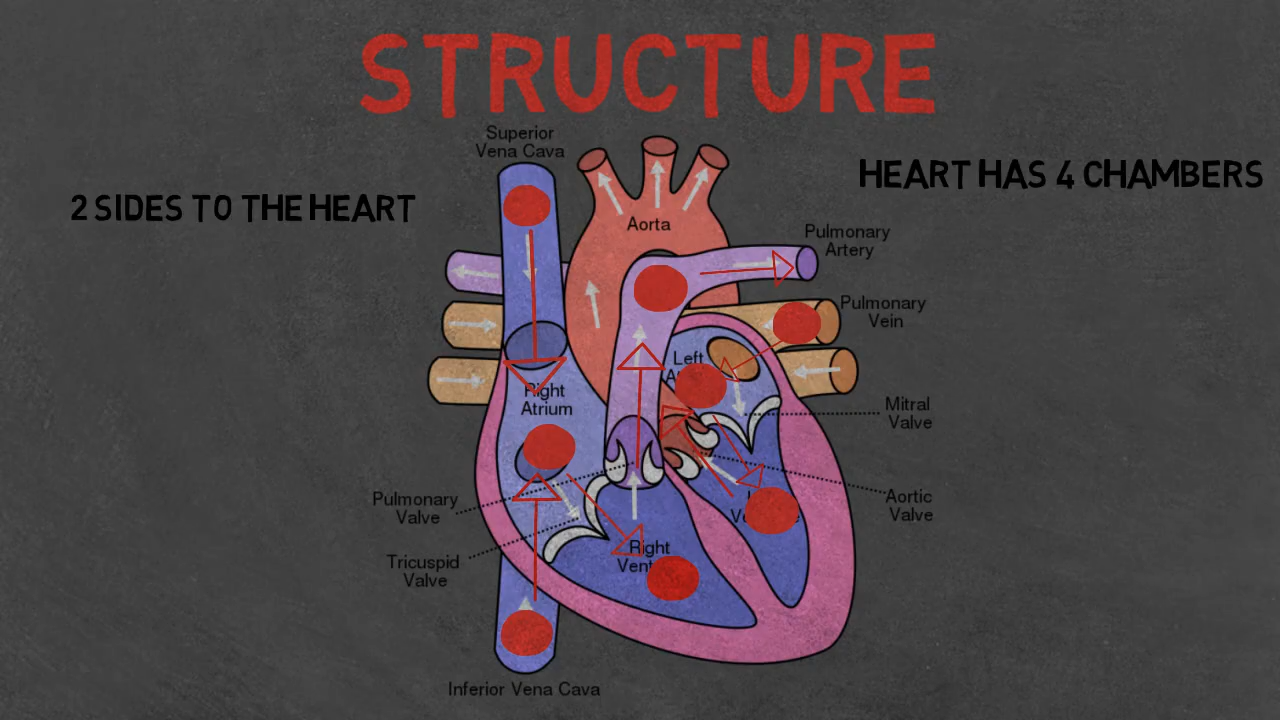 STRUCTURE
Superior
Vena Cava
HEART HAS 4 CHAMBERS
2 SIDES TO THE HEART
Aorta
Pulmonary
Artery
Pulmonary
Vein
Left
Right
Atrium
Mitral
Valve
Pulmonary
Valve
Aortic
Valve
Tricuspid
Valve
Right
Inferior Vena Cava